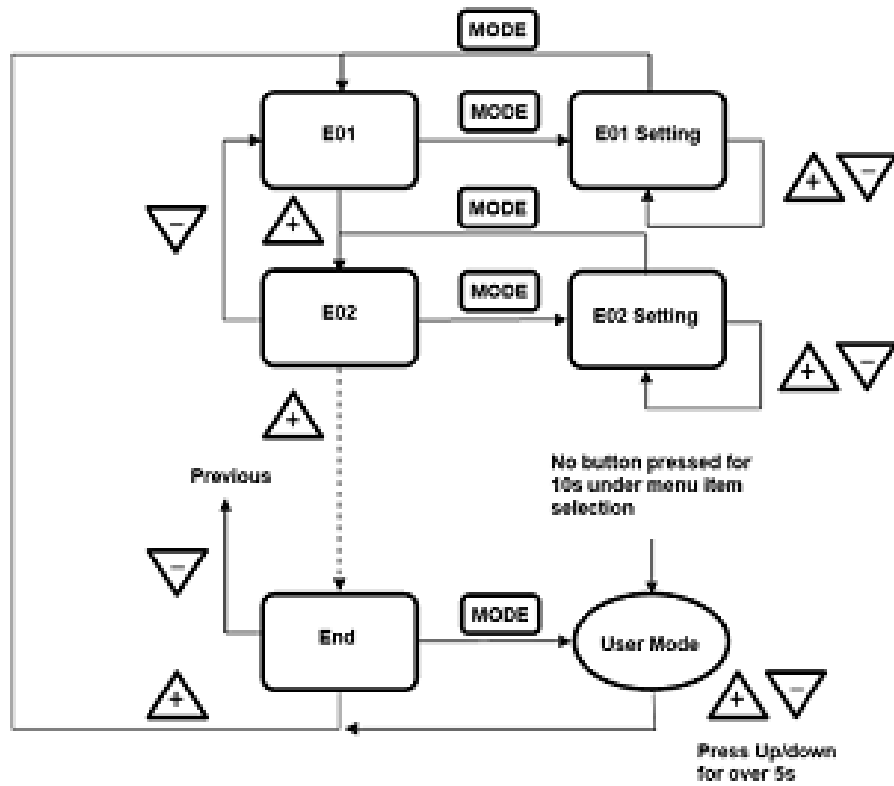 MODE
E01
MODE
E01 Setting
+
−
−
+
MODE
E02
MODE
E02 Setting
+
−
+
Previous
No button pressed for
10s under menu item
selection
−
End
MODE
User Mode
+
+
−
Press Up/down
for over 5s